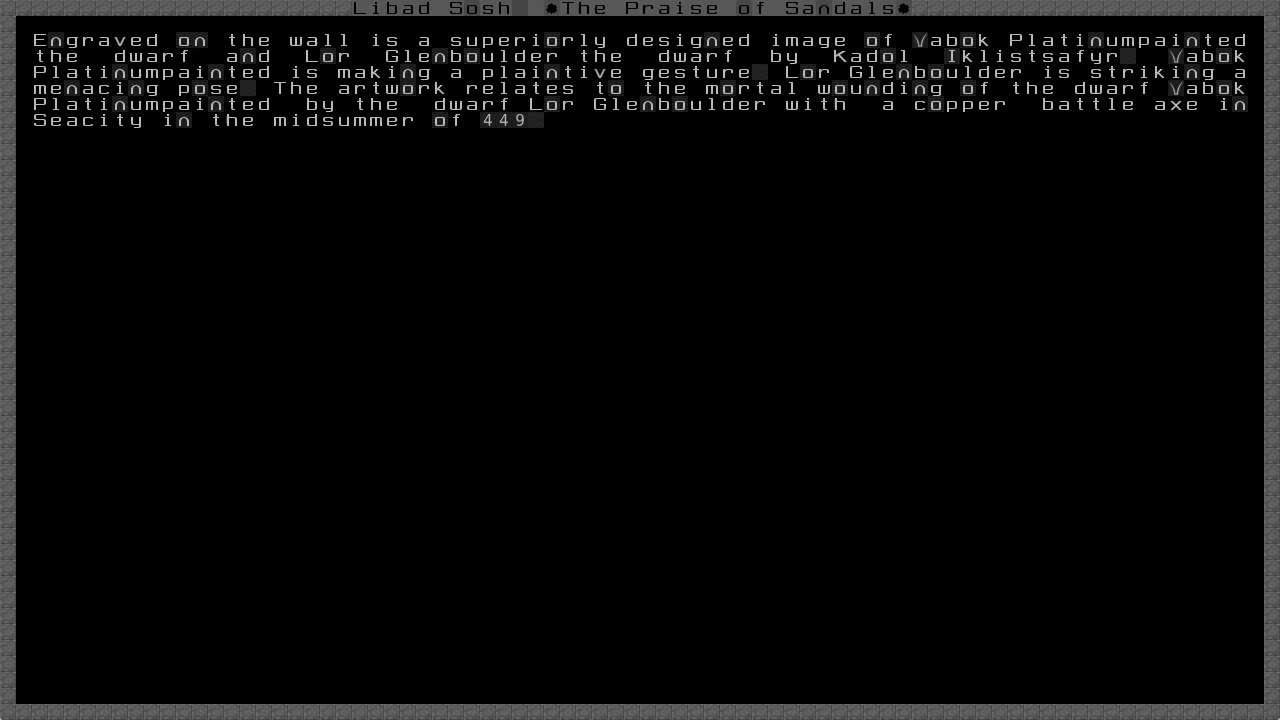 Libad Sosh ✹The Praise of Sandals✹
Engraved on the wall is a superiorly designed image of Vabok Platinumpainted
the dwarf and Lor Glenboulder the dwarf by Kadol Iklistsafyr Vabok
Platinumpainted is making a plain ive gesture Lor Glenboulder is striking a
menacing pose The artwork relates to the mortal wounding of the dwarf Vabok
Platinumpainted by the dwarf Lor Glenboulder with a copper battle axe in
Seacity in the midsummer of 449